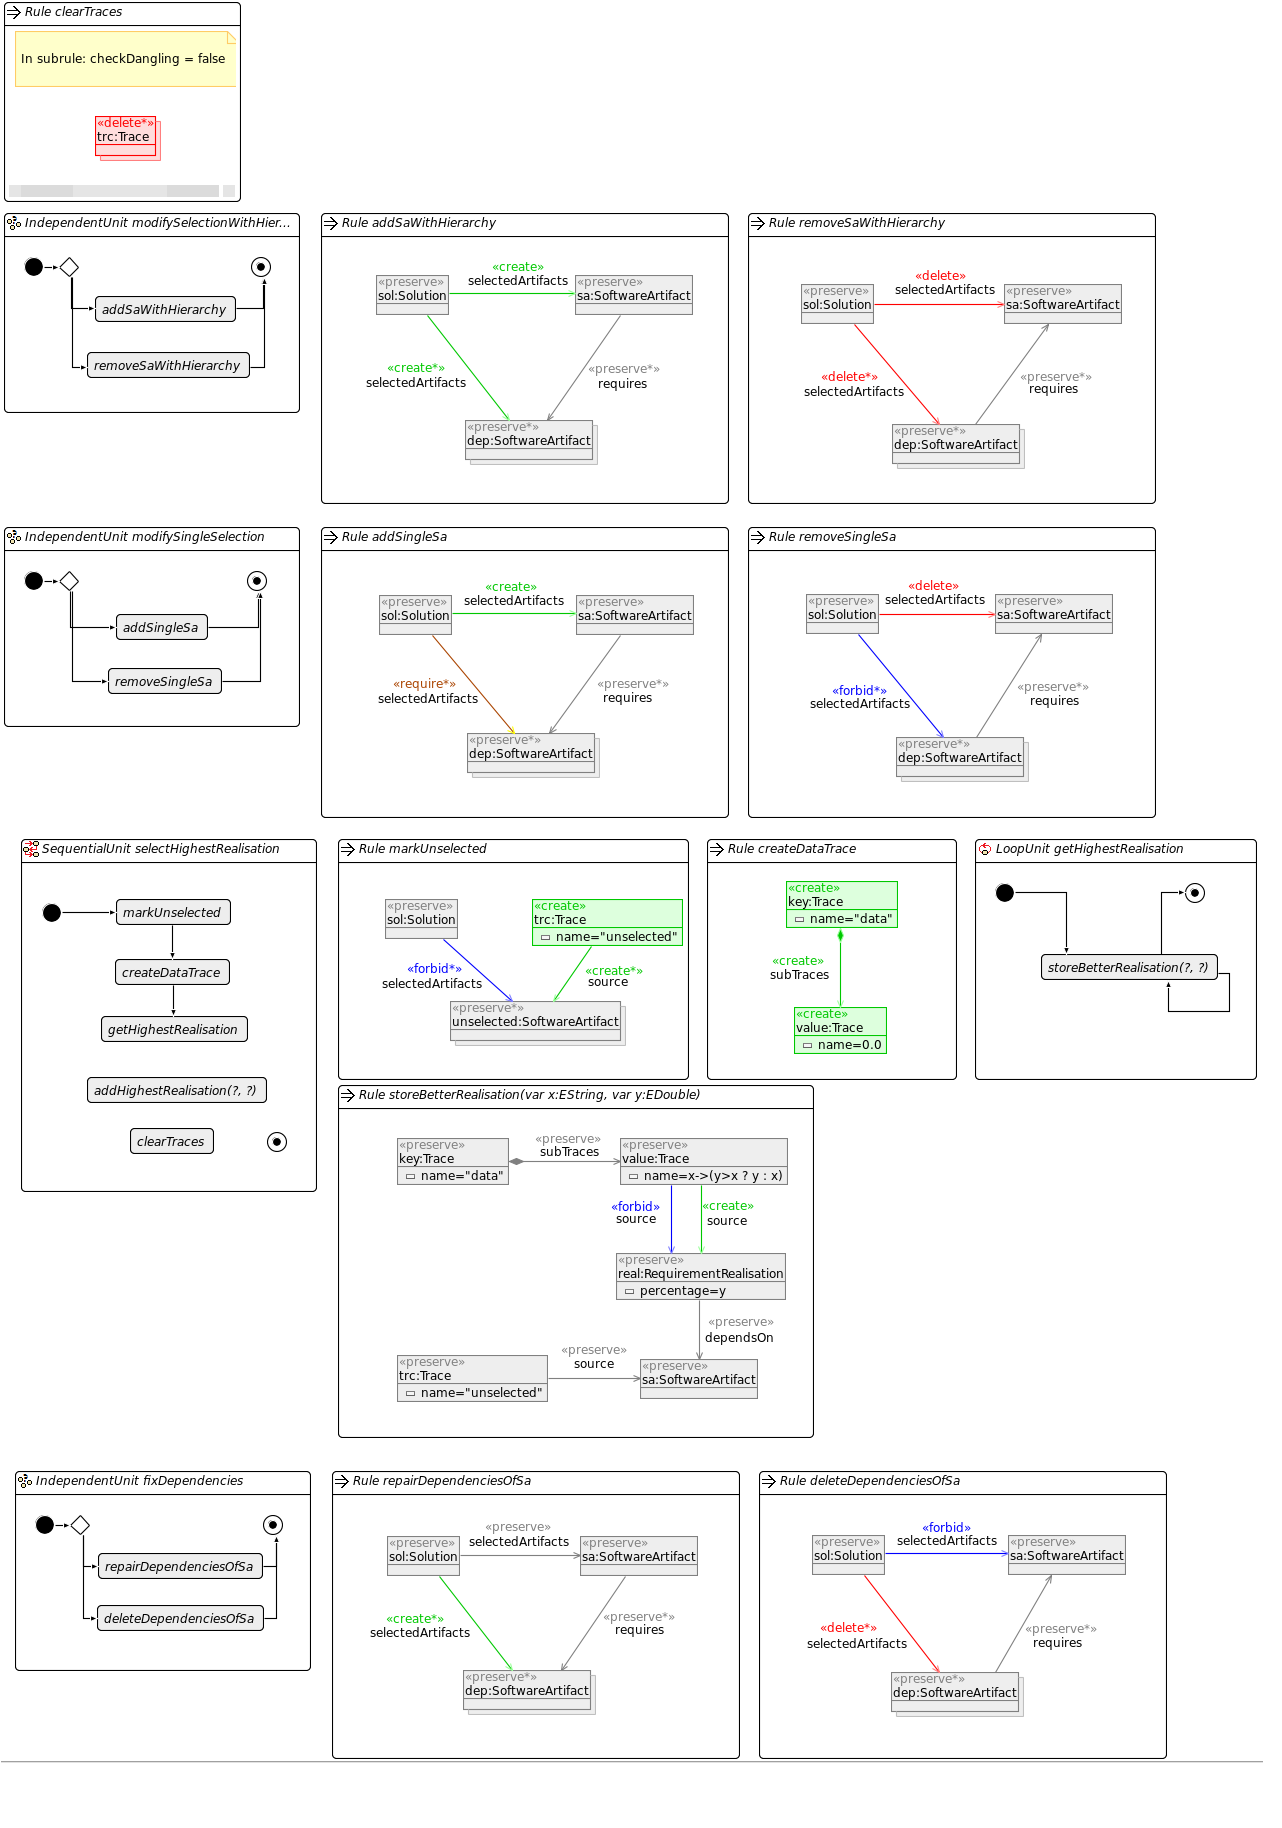 Rule clearTraces
In subrule: checkDangling = false
«delete*»
trc:Trace
IndependentUnit modifySelectionWithHier...
addSaWithHierarchy
removeSaWithHierarchy
Rule addSaWithHierarchy
«create»
selectedArtifacts
«preserve»
sol:Solution
«preserve»
sa:SoftwareArtifact
«create*»
selectedArtifacts
«preserve*»
requires
«preserve*»
dep:SoftwareArtifact
Rule removeSaWithHierarchy
«delete»
selectedArtifacts
«preserve»
sol:Solution
«preserve»
sa:SoftwareArtifact
«delete*»
selectedArtifacts
«preserve*»
requires
«preserve*»
dep:SoftwareArtifact
IndependentUnit modifySingleSelection
addSingleSa
removeSingleSa
Rule addSingleSa
«create»
selectedArtifacts
«preserve»
sol:Solution
«preserve»
sa:SoftwareArtifact
«require*»
selectedArtifacts
«preserve*»
requires
«preserve*»
dep:SoftwareArtifact
Rule removeSingleSa
«delete»
selectedArtifacts
«preserve»
sol:Solution
«preserve»
sa:SoftwareArtifact
«forbid*»
selectedArtifacts
«preserve*»
requires
«preserve*»
dep:SoftwareArtifact
SequentialUnit selectHighestRealisation
markUnselected
createDataTrace
getHighestRealisation
addHighestRealisation(?, ?)
clearTraces
Rule markUnselected
«preserve»
sol:Solution
«create»
trc:Trace
name="unselected"
«forbid*»
selectedArtifacts
«create*»
source
«preserve*»
unselected:SoftwareArtifact
Rule createDataTrace
«create»
key:Trace
name="data"
«create»
subTraces
«create»
value:Trace
name=0.0
LoopUnit getHighestRealisation
storeBetterRealisation(?, ?)
Rule storeBetterRealisation(var x:EString, var y:EDouble)
«preserve»
key:Trace
name="data"
«preserve»
subTraces
«preserve»
value:Trace
name=x->(y>x ? y : x)
«forbid»
source
«create»
source
«preserve»
real:RequirementRealisation
percentage=y
«preserve»
dependsOn
«preserve»
trc:Trace
name="unselected"
«preserve»
source
«preserve»
sa:SoftwareArtifact
IndependentUnit fixDependencies
repairDependenciesOfSa
deleteDependenciesOfSa
Rule repairDependenciesOfSa
«preserve»
selectedArtifacts
«preserve»
sol:Solution
«preserve»
sa:SoftwareArtifact
«create*»
selectedArtifacts
«preserve*»
requires
«preserve*»
dep:SoftwareArtifact
Rule deleteDependenciesOfSa
«forbid»
selectedArtifacts
«preserve»
sol:Solution
«preserve»
sa:SoftwareArtifact
«delete*»
selectedArtifacts
«preserve*»
requires
«preserve*»
dep:SoftwareArtifact